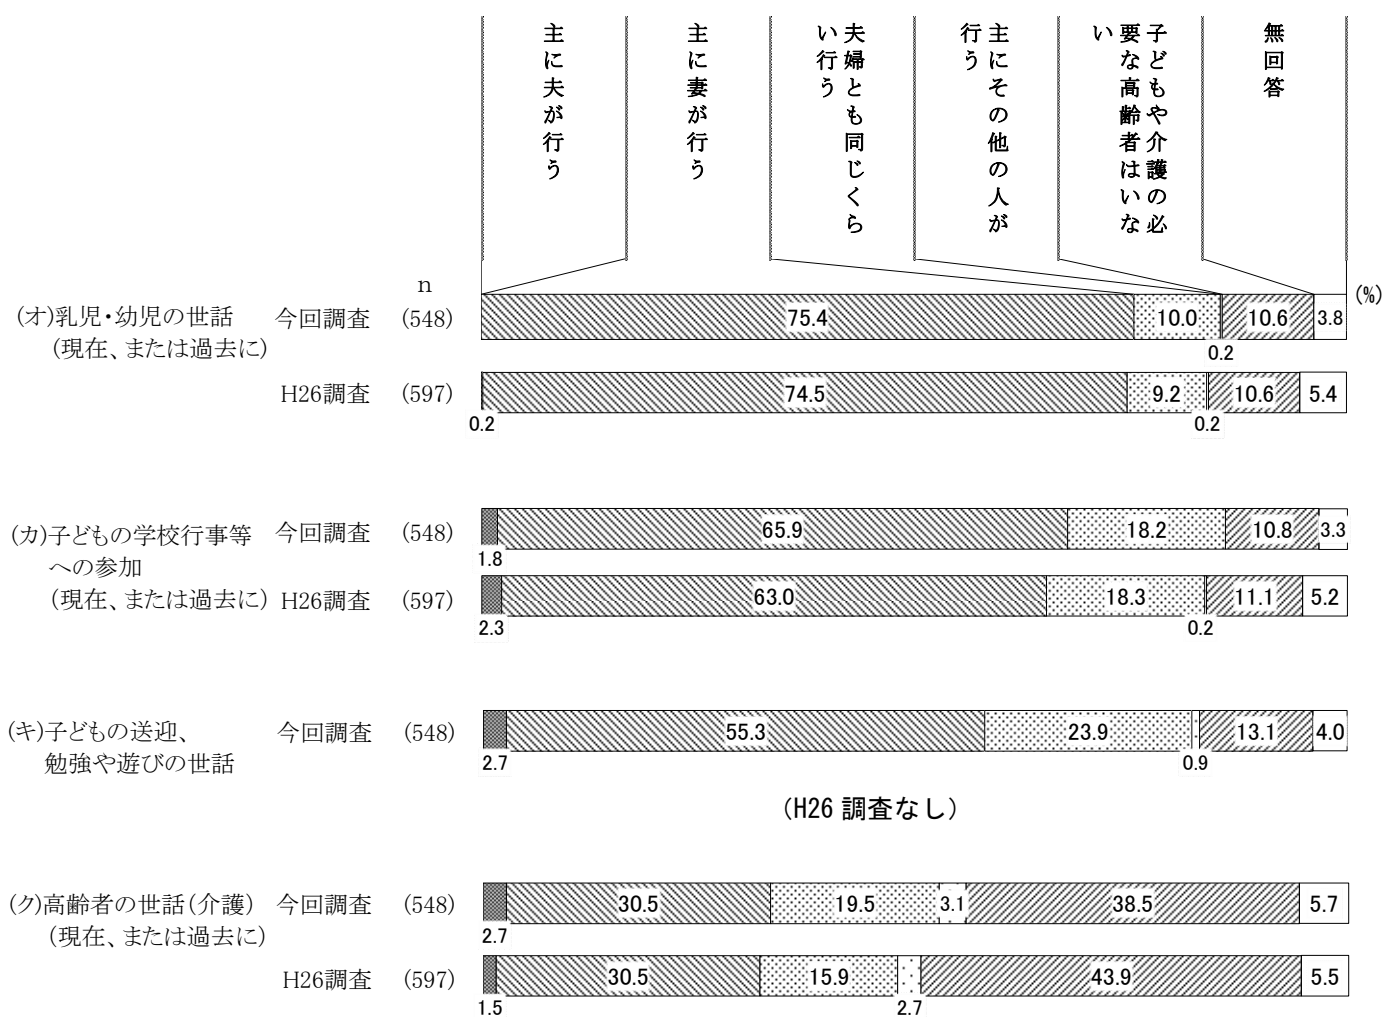 主に夫が行う
主に妻が行う
夫婦とも同じくら
い行う
主にその他の人が
行う
子どもや介護の必
要な高齢者はいな
い
無回答
n
(%)
(オ)乳児・幼児の世話 今回調査 (548) 75.4 10.0 10.6 3.8
(現在、または過去に)
0.2
H26調査 (597) 74.5 9.2 10.6 5.4
0.2 0.2
(カ)子どもの学校行事等 今回調査 (548) 65.9 18.2 10.8 3.3
への参加
1.8
(現在、または過去に) H26調査 (597) 63.0 18.3 11.1 5.2
2.3 0.2
(キ)子どもの送迎、 今回調査 (548) 55.3 23.9 13.1 4.0
勉強や遊びの世話
2.7 0.9
(H26 調査なし)
(ク)高齢者の世話(介護) 今回調査 (548) 30.5 19.5 3.1 38.5 5.7
(現在、または過去に)
2.7
H26調査 (597) 30.5 15.9 43.9 5.5
1.5 2.7